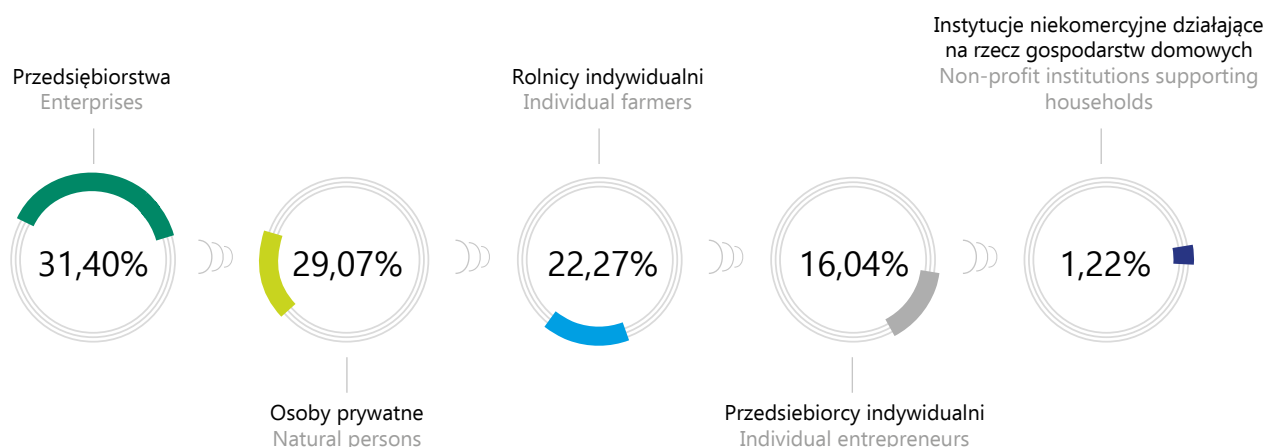 Przedsiębiorstwa
Enterprises
31,40%
29,07%
Osoby prywatne
Natural persons
Rolnicy indywidualni
Individual farmers
22,27%
16,04%
Przedsiebiorcy indywidualni
Individual entrepreneurs
Instytucje niekomercyjne działające
na rzecz gospodarstw domowych
Non-profit institutions supporting
households
1,22%